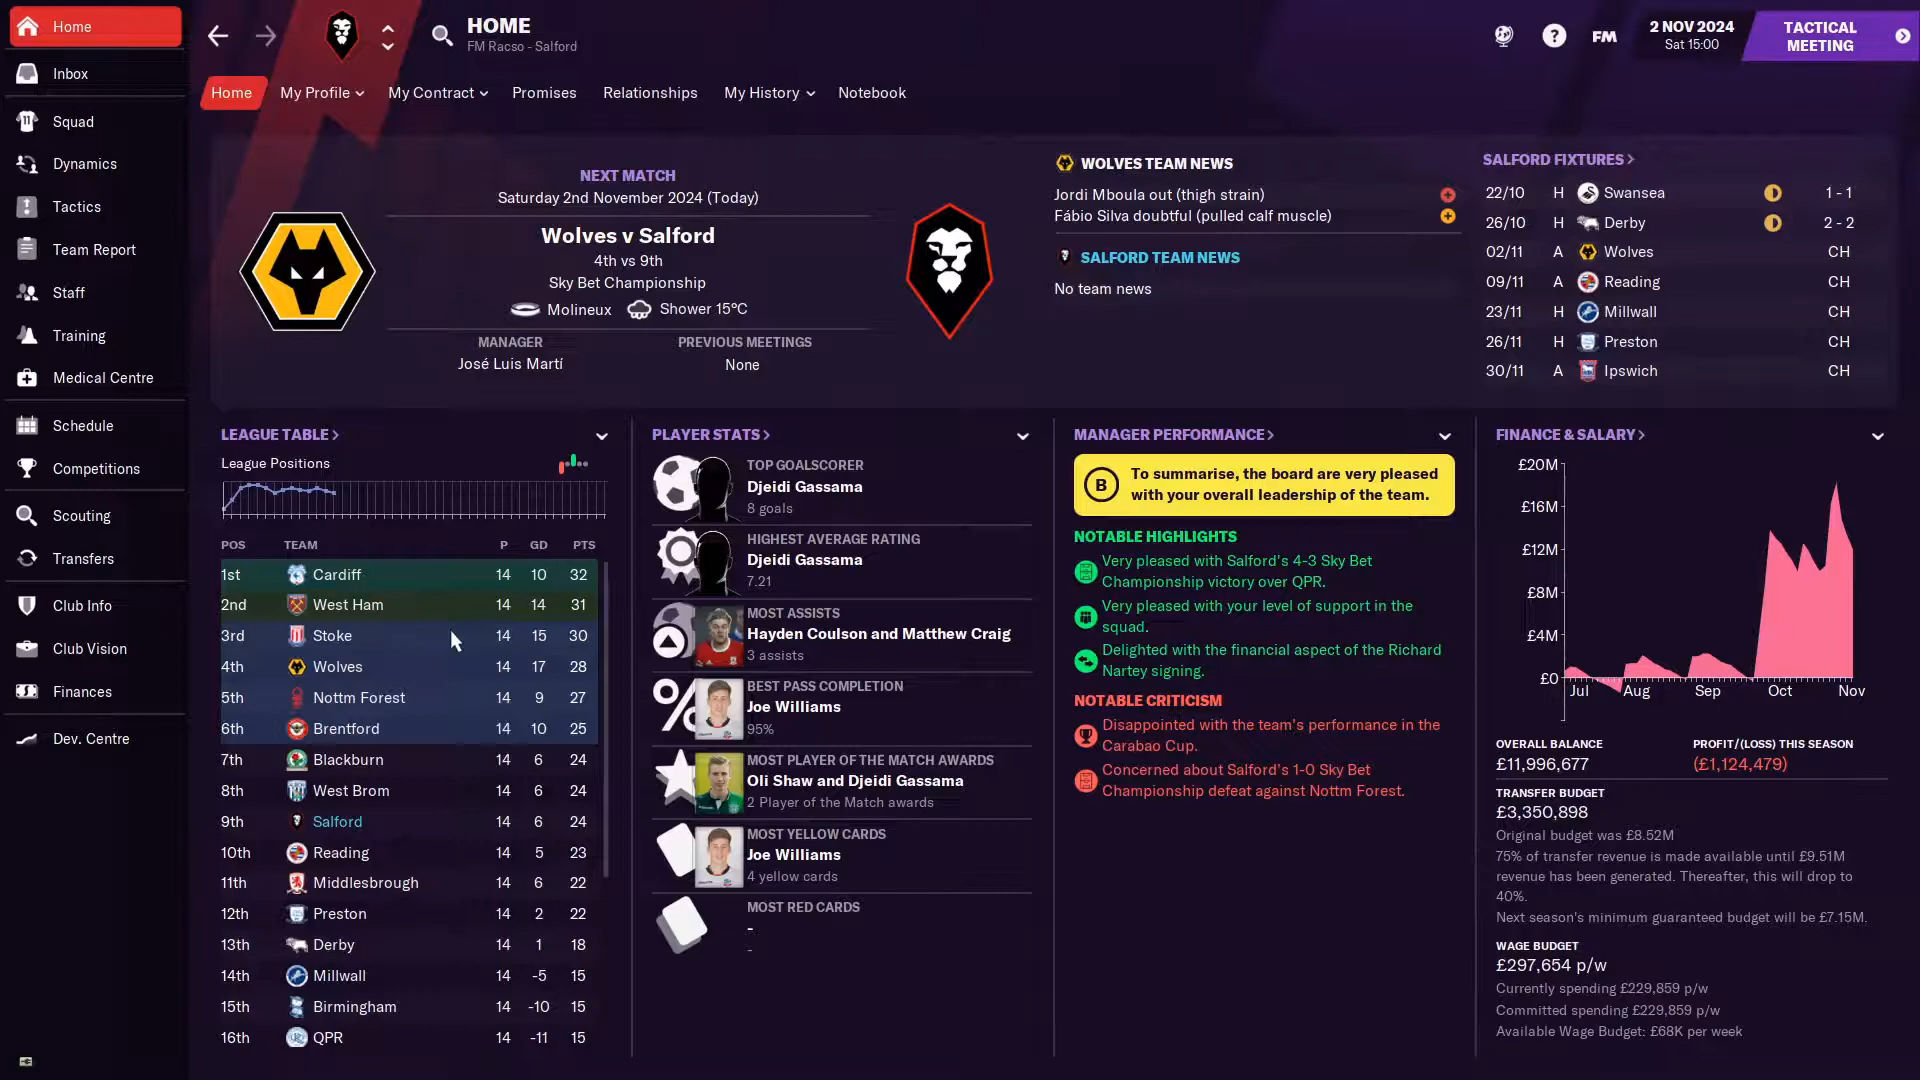 Home
Inbox
Squad
Dynamics
Tactics
Team Report
Staff
Training
Medical Centre
Schedule
Competitions
Scouting
Transfers
Club Info
Club Vision
Finances
Dev. Centre
HOME
FM Racso - Salford
?
FM
2 NOV 2024
Sat 15:00
TACTICAL
MEETING
Home
My Profile
My Contract
Promises
Relationships
My History
Notebook
NEXT MATCH
Saturday 2nd November 2024 (Today)
Wolves v Salford
4th vs 9th
Sky Bet Championship
Molineux
Shower 15°C
MANAGER
José Luis Martí
PREVIOUS MEETINGS
None
WOLVES TEAM NEWS
Jordi Mboula out (thigh strain)
Fábio Silva doubtful (pulled calf muscle)
SALFORD TEAM NEWS
No team news
SALFORD FIXTURES
22/10 H Swansea 1 - 1
26/10 H Derby 2 - 2
02/11 A Wolves CH
09/11 A Reading CH
23/11 H Millwall CH
26/11 H Preston CH
30/11 A Ipswich CH
LEAGUE TABLE
League Positions
POS TEAM P GD PTS
1st Cardiff 14 10 32
2nd West Ham 14 14 31
3rd Stoke 14 15 30
4th Wolves 14 17 28
5th Nottm Forest 14 9 27
6th Brentford 14 10 25
7th Blackburn 14 6 24
8th West Brom 14 6 24
9th Salford 14 6 24
10th Reading 14 5 23
11th Middlesbrough 14 6 22
12th Preston 14 2 22
13th Derby 14 1 18
14th Millwall 14 -5 15
15th Birmingham 14 -10 15
16th QPR 14 -11 15
PLAYER STATS
TOP GOALSCORER
Djeidi Gassama
8 goals
HIGHEST AVERAGE RATING
Djeidi Gassama
7.21
MOST ASSISTS
Hayden Coulson and Matthew Craig
3 assists
BEST PASS COMPLETION
Joe Williams
95%
MOST PLAYER OF THE MATCH AWARDS
Oli Shaw and Djeidi Gassama
2 Player of the Match awards
MOST YELLOW CARDS
Joe Williams
4 yellow cards
MOST RED CARDS
-
-
MANAGER PERFORMANCE
B
To summarise, the board are very pleased
with your overall leadership of the team.
NOTABLE HIGHLIGHTS
Very pleased with Salford's 4-3 Sky Bet
Championship victory over QPR.
Very pleased with your level of support in the
squad.
Delighted with the financial aspect of the Richard
Nartey signing.
NOTABLE CRITICISM
Disappointed with the team's performance in the
Carabao Cup.
Concerned about Salford's 1-0 Sky Bet
Championship defeat against Nottm Forest.
FINANCE & SALARY
£20M
£16M
£12M
£8M
£4M
£0
Jul Aug Sep Oct Nov
OVERALL BALANCE
£11,996,677
PROFIT/(LOSS) THIS SEASON
(£1,124,479)
TRANSFER BUDGET
£3,350,898
Original budget was £8.52M
75% of transfer revenue is made available until £9.51M
revenue has been generated. Thereafter, this will drop to
40%.
Next season's minimum guaranteed budget will be £7.15M.
WAGE BUDGET
£297,654 p/w
Currently spending £229,859 p/w
Committed spending £229,859 p/w
Available Wage Budget: £68K per week